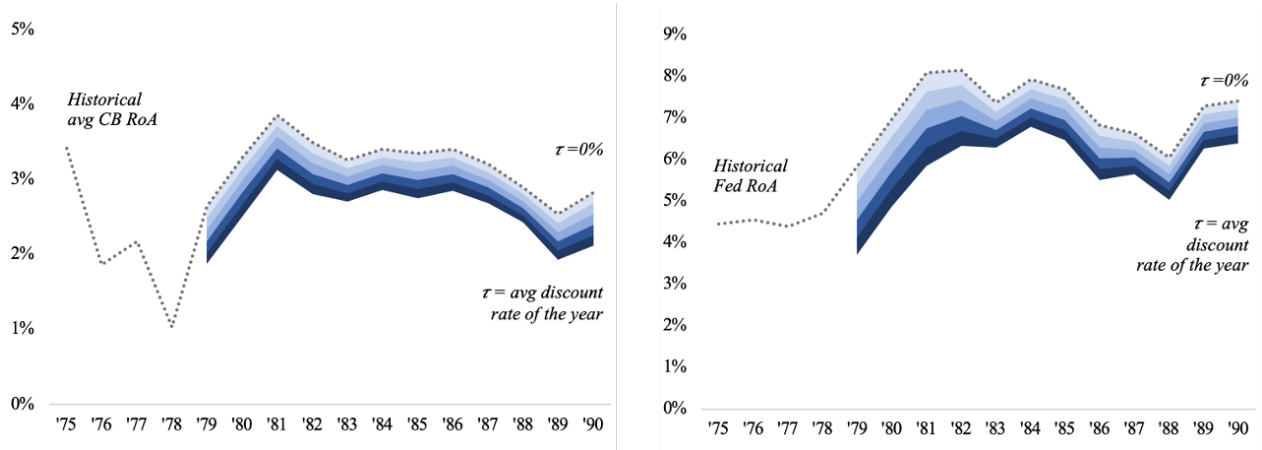 5%
4%
3%
2%
1%
0%
Historical
avg CB RoA
τ =0%
τ = avg discount
rate of the year
'75 '76 '77 '78 '79 '80 '81 '82 '83 '84 '85 '86 '87 '88 '89 '90
9%
8%
7%
6%
5%
4%
3%
2%
1%
0%
Historical
Fed RoA
τ =0%
τ = avg
discount
rate of the year
'75 '76 '77 '78 '79 '80 '81 '82 '83 '84 '85 '86 '87 '88 '89 '90